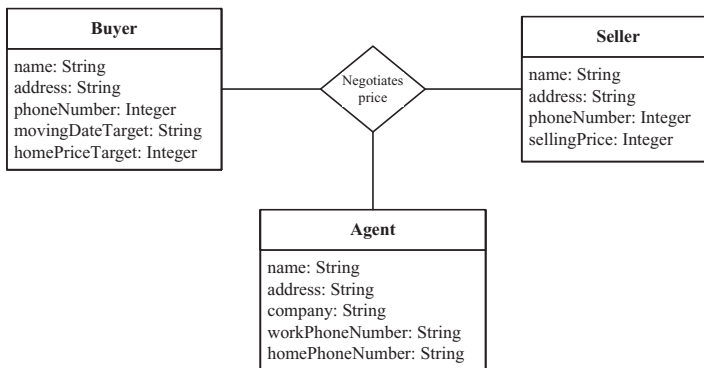 Buyer
name: String
address: String
phoneNumber: Integer
movingDateTarget: String
homePriceTarget: Integer
Negotiates
price
Seller
name: String
address: String
phoneNumber: Integer
sellingPrice: Integer
Agent
name: String
address: String
company: String
workPhoneNumber: String
homePhoneNumber: String